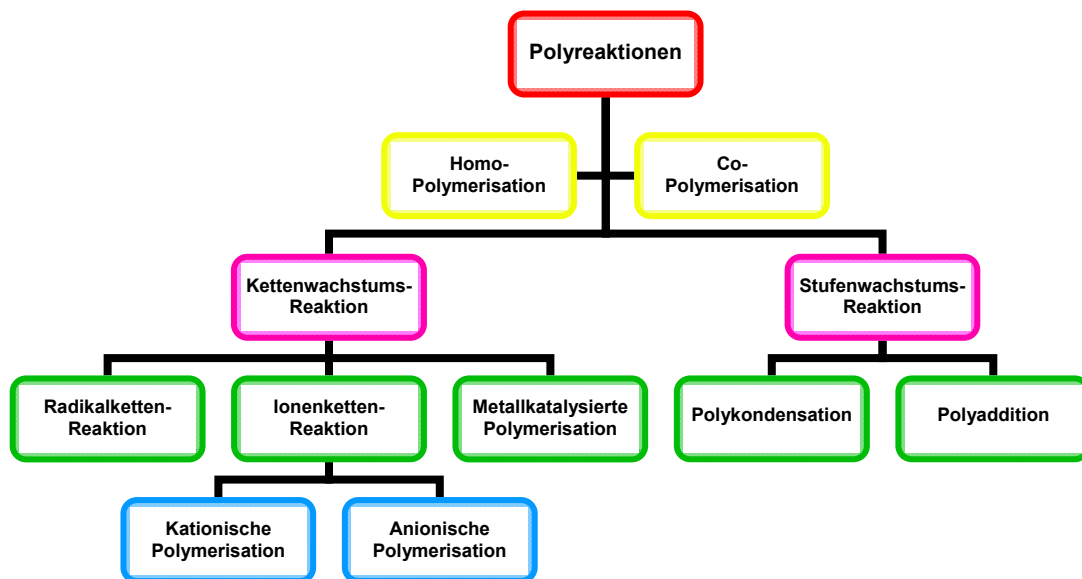 Polyreaktionen
Homo-
Polymerisation
Co-
Polymerisation
Kettenwachstums-
Reaktion
Stufenwachstums-
Reaktion
Radikalketten-
Reaktion
Ionenketten-
Reaktion
Metallkatalysierte
Polymerisation
Polykondensation
Polyaddition
Kationische
Polymerisation
Anionische
Polymerisation